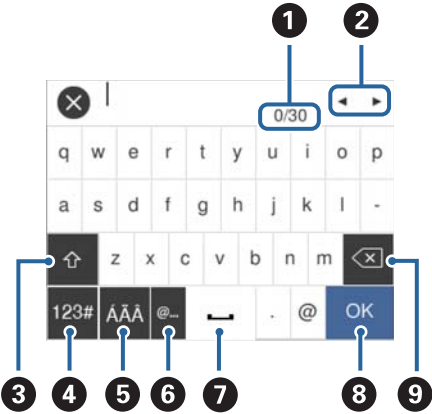 1 2
0/30
q w e r t y u i o p
a s d f g h j k l -
z x c v b n m
123# ÁÃÂ @... . @ OK
3 4 5 6 7 8 9